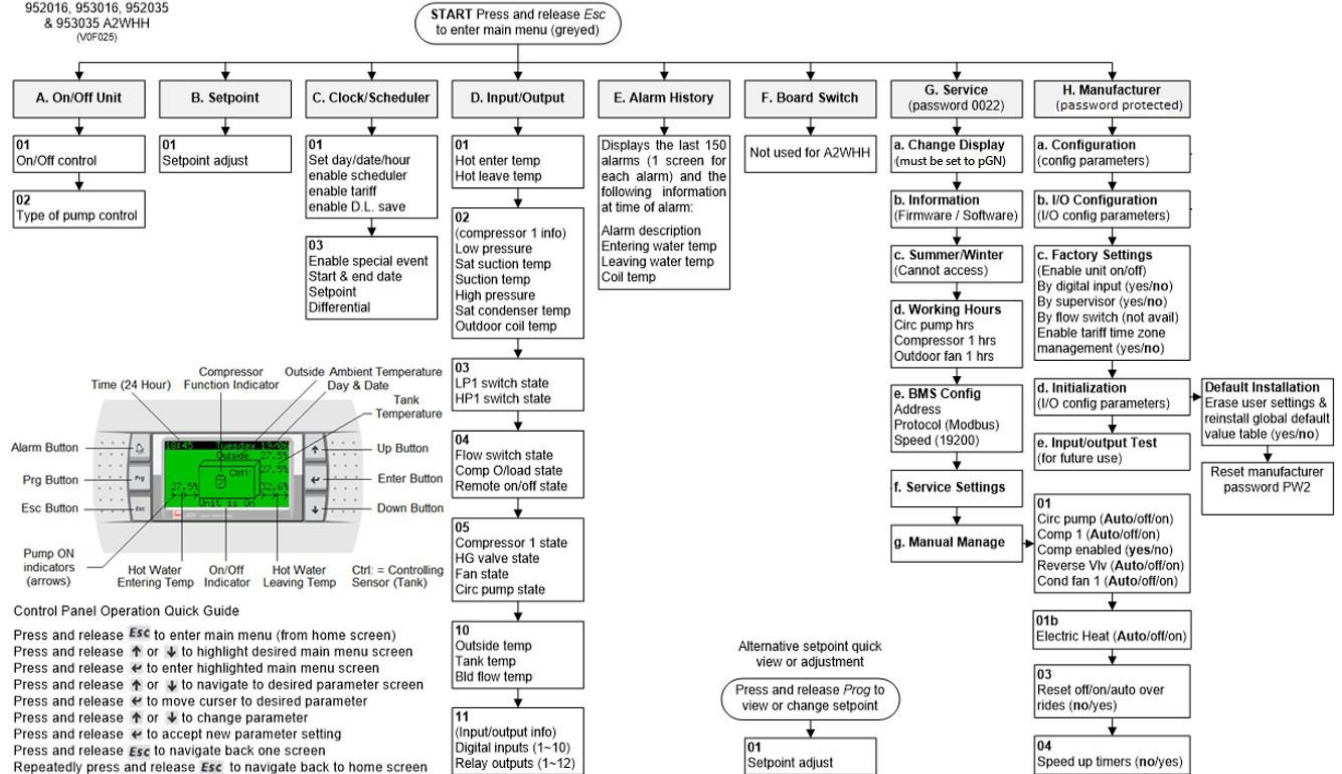 952016, 953016, 952035
& 953035 A2WHH
(V0F025)
START Press and release Esc
to enter main menu (greyed)
A. On/Off Unit
01
On/Off control
02
Type of pump control
B. Setpoint
01
Setpoint adjust
C. Clock/Scheduler
01
Set day/date/hour
enable scheduler
enable tariff
enable D.L. save
03
Enable special event
Start & end date
Setpoint
Differential
D. Input/Output
01
Hot enter temp
Hot leave temp
02
(compressor 1 info)
Low pressure
Sat suction temp
Suction temp
High pressure
Sat condenser temp
Outdoor coil temp
03
LP1 switch state
HP1 switch state
04
Flow switch state
Comp O/load state
Remote on/off state
05
Compressor 1 state
HG valve state
Fan state
Circ pump state
10
Outside temp
Tank temp
Bld flow temp
11
(Input/output info)
Digital inputs (1~10)
Relay outputs (1~12)
E. Alarm History
Displays the last 150
alarms (1 screen for
each alarm) and the
following information
at time of alarm:
Alarm description
Entering water temp
Leaving water temp
Coil temp
F. Board Switch
Not used for A2WHH
G. Service
(password 0022)
a. Change Display
(must be set to pGN)
b. Information
(Firmware / Software)
c. Summer/Winter
(Cannot access)
d. Working Hours
Circ pump hrs
Compressor 1 hrs
Outdoor fan 1 hrs
e. BMS Config
Address
Protocol (Modbus)
Speed (19200)
f. Service Settings
g. Manual Manage
H. Manufacturer
(password protected)
a. Configuration
(config parameters)
b. I/O Configuration
(I/O config parameters)
c. Factory Settings
(Enable unit on/off)
By digital input (yes/no)
By supervisor (yes/no)
By flow switch (not avail)
Enable tariff time zone
management (yes/no)
d. Initialization
(I/O config parameters)
e. Input/output Test
(for future use)
Default Installation
Erase user settings &
reinstall global default
value table (yes/no)
Reset manufacturer
password PW2
01
Circ pump (Auto/off/on)
Comp 1 (Auto/off/on)
Comp enabled (yes/no)
Reverse Vlv (Auto/off/on)
Cond fan 1 (Auto/off/on)
01b
Electric Heat (Auto/off/on)
03
Reset off/on/auto over
rides (no/yes)
04
Speed up timers (no/yes)
Alternative setpoint quick
view or adjustment
Press and release Prog to
view or change setpoint
01
Setpoint adjust
Time (24 Hour)
Compressor
Function Indicator
Outside Ambient Temperature
Day & Date
Tank
Temperature
Alarm Button
Prg Button
Esc Button
Up Button
Enter Button
Down Button
Prg
Esc
18:45 Tuesday
Outside: 27.5%
27.5%
Ctrl:
27.5%
Unit is On
Pump ON
indicators
(arrows)
Hot Water
Entering Temp
On/Off
Indicator
Hot Water
Leaving Temp
Ctrl: = Controlling
Sensor (Tank)
Control Panel Operation Quick Guide
Press and release Esc to enter main menu (from home screen)
Press and release ↑ or ↓ to highlight desired main menu screen
Press and release ↵ to enter highlighted main menu screen
Press and release ↑ or ↓ to navigate to desired parameter screen
Press and release ↵ to move curser to desired parameter
Press and release ↑ or ↓ to change parameter
Press and release ↵ to accept new parameter setting
Press and release Esc to navigate back one screen
Repeatedly press and release Esc to navigate back to home screen